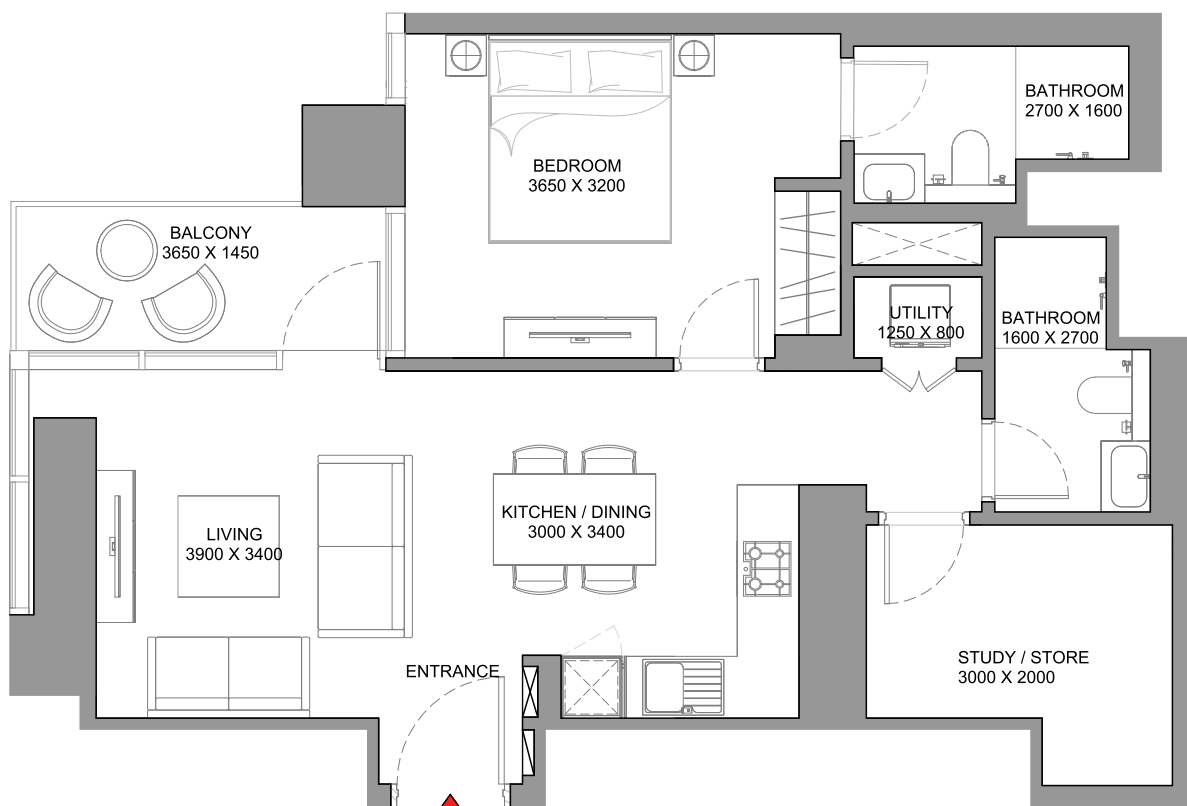 BATHROOM
2700 X 1600
BEDROOM
3650 X 3200
BALCONY
3650 X 1450
UTILITY
1250 X 800
BATHROOM
1600 X 2700
KITCHEN / DINING
3000 X 3400
LIVING
3900 X 3400
ENTRANCE
STUDY / STORE
3000 X 2000